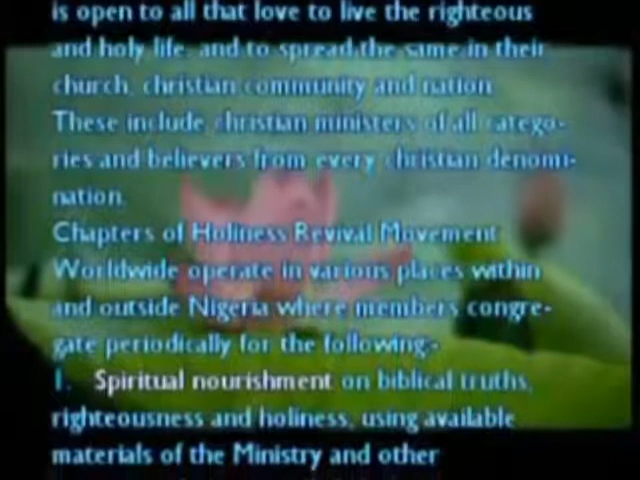 is open to all that love to live the righteous
and holy life, and to spread the same in their
church, christian community and nation.
These include christian ministers of all catego-
ries and believers from every christian denomi-
nation.
Chapters of Holiness Revival Movement
Worldwide operate in various places within
and outside Nigeria where members congre-
gate periodically for the following:-
1. Spiritual nourishment on biblical truths,
righteousness and holiness, using available
materials of the Ministry and other